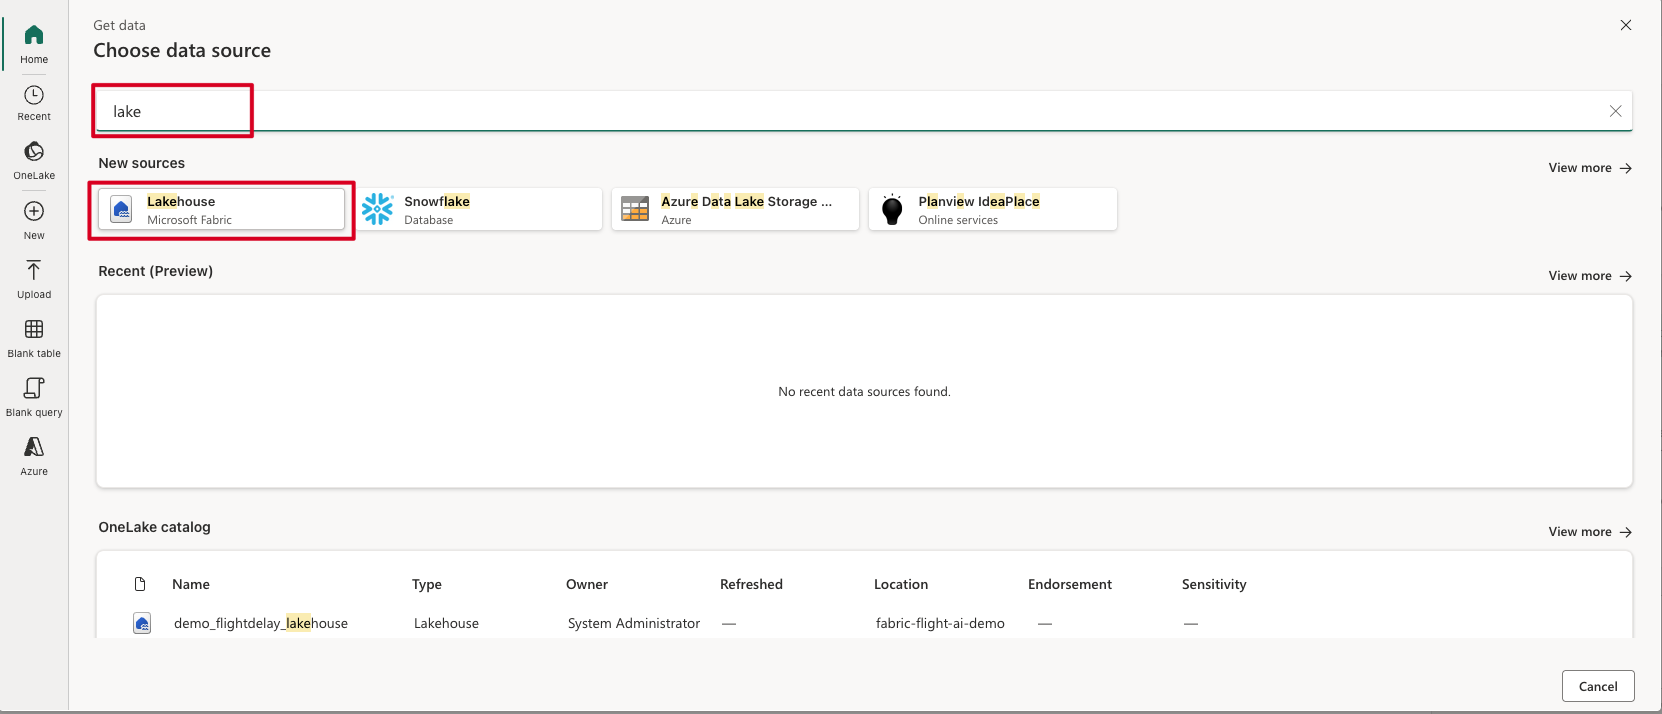 Home
Recent
OneLake
New
Upload
Blank table
Blank query
Azure
Get data
Choose data source
lake
New sources
View more
Lakehouse
Microsoft Fabric
Snowflake
Database
Azure Data Lake Storage ...
Azure
Planview IdeaPlace
Online services
Recent (Preview)
View more
No recent data sources found.
OneLake catalog
View more
Name Type Owner Refreshed Location Endorsement Sensitivity
demo_flightdelay_lakehouse Lakehouse System Administrator — fabric-flight-ai-demo — —
Cancel